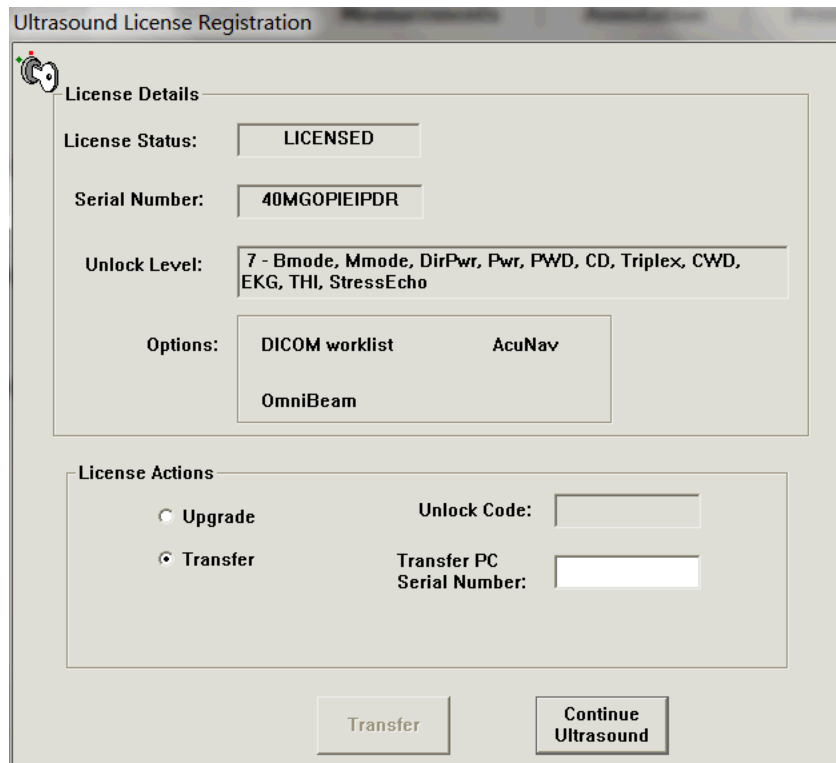 Ultrasound License Registration
License Details
License Status: LICENSED
Serial Number: 40MGOPIEIPDR
Unlock Level: 7 - Bmode, Mmode, DirPwr, Pwr, PWD, CD, Triplex, CWD,
EKG, THI, StressEcho
Options: DICOM worklist AcuNav
OmniBeam
License Actions
Upgrade Unlock Code:
Transfer Transfer PC
Serial Number:
Transfer Continue
Ultrasound